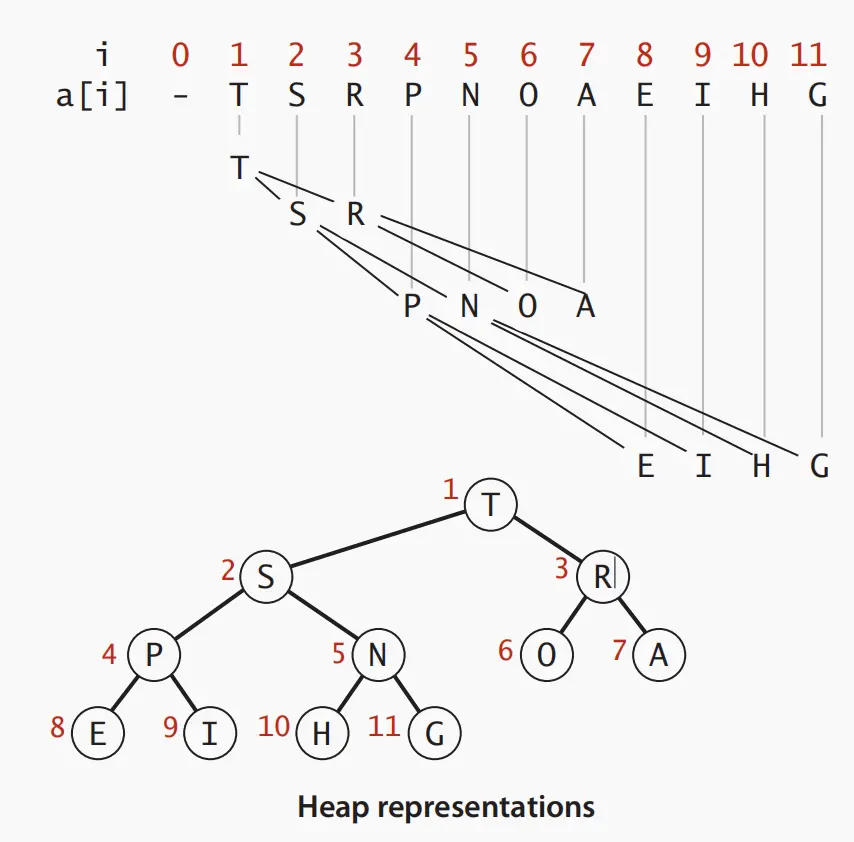 i 0 1 2 3 4 5 6 7 8 9 10 11
a[i] - T S R P N O A E I H G
T
S R
P N O A
E I H G
1 T
2 S 3 R
4 P 5 N 6 O 7 A
8 E 9 I 10 H 11 G
Heap representations